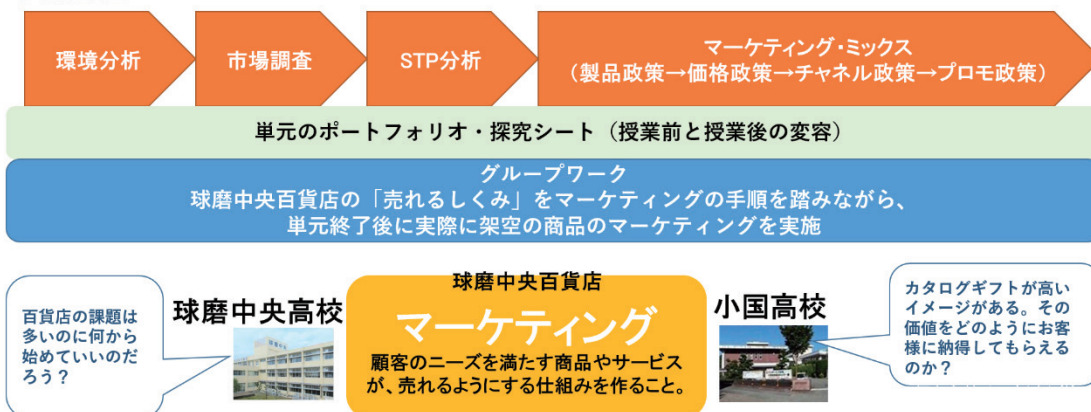 環境分析
市場調査
STP分析
マーケティング・ミックス
（製品政策→価格政策→チャネル政策→プロモ政策）
単元のポートフォリオ・探究シート（授業前と授業後の変容）
グループワーク
球磨中央百貨店の「売れるしくみ」をマーケティングの手順を踏みながら、
単元終了後に実際に架空の商品のマーケティングを実施
百貨店の課題は
多いのに何から
始めていいのだ
ろう？
球磨中央高校
球磨中央百貨店
マーケティング
顧客のニーズを満たす商品やサービス
が、売れるようにする仕組みを作ること。
小国高校
カタログギフトが高い
イメージがある。その
価値をどのようにお客
様に納得してもらえる
のか？